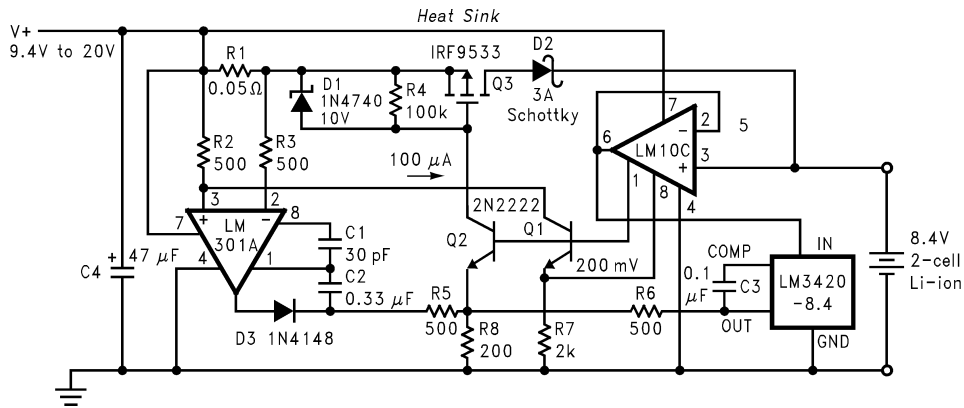 Heat Sink
V+
9.4V to 20V
R1
0.05Ω
D1
1N4740
10V
R4
100k
IRF9533
Q3
D2
3A
Schottky
7
2
5
6
LM10C
−
+
3
1
8
4
R2
500
R3
500
100 μA
3
2
7
+
−
8
LM
301A
4
1
C1
30 pF
C2
0.33 μF
+
47 μF
C4
2N2222
Q2
Q1
200 mV
D3 1N4148
R5
500
R8
200
R7
2k
R6
500
COMP
IN
0.1
μF
C3
OUT
LM3420
-8.4
GND
8.4V
2-cell
Li-ion